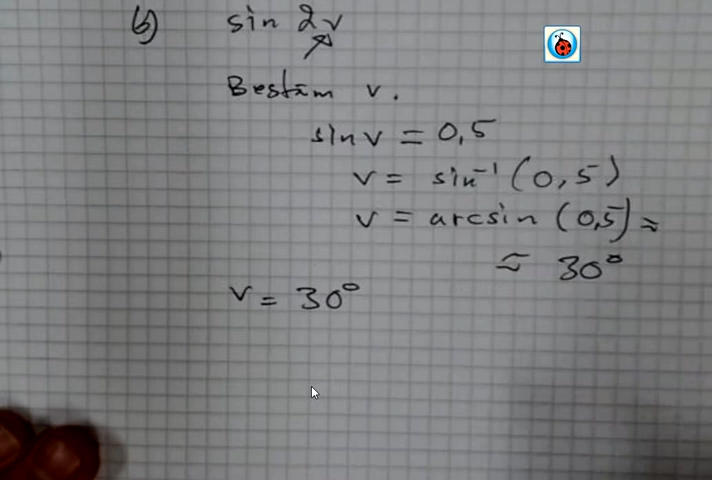 b) sin 2v
Bestäm v.
sin v = 0,5
v = sin⁻¹ (0,5)
v = arcsin (0,5) ≈
≈ 30°
v = 30°